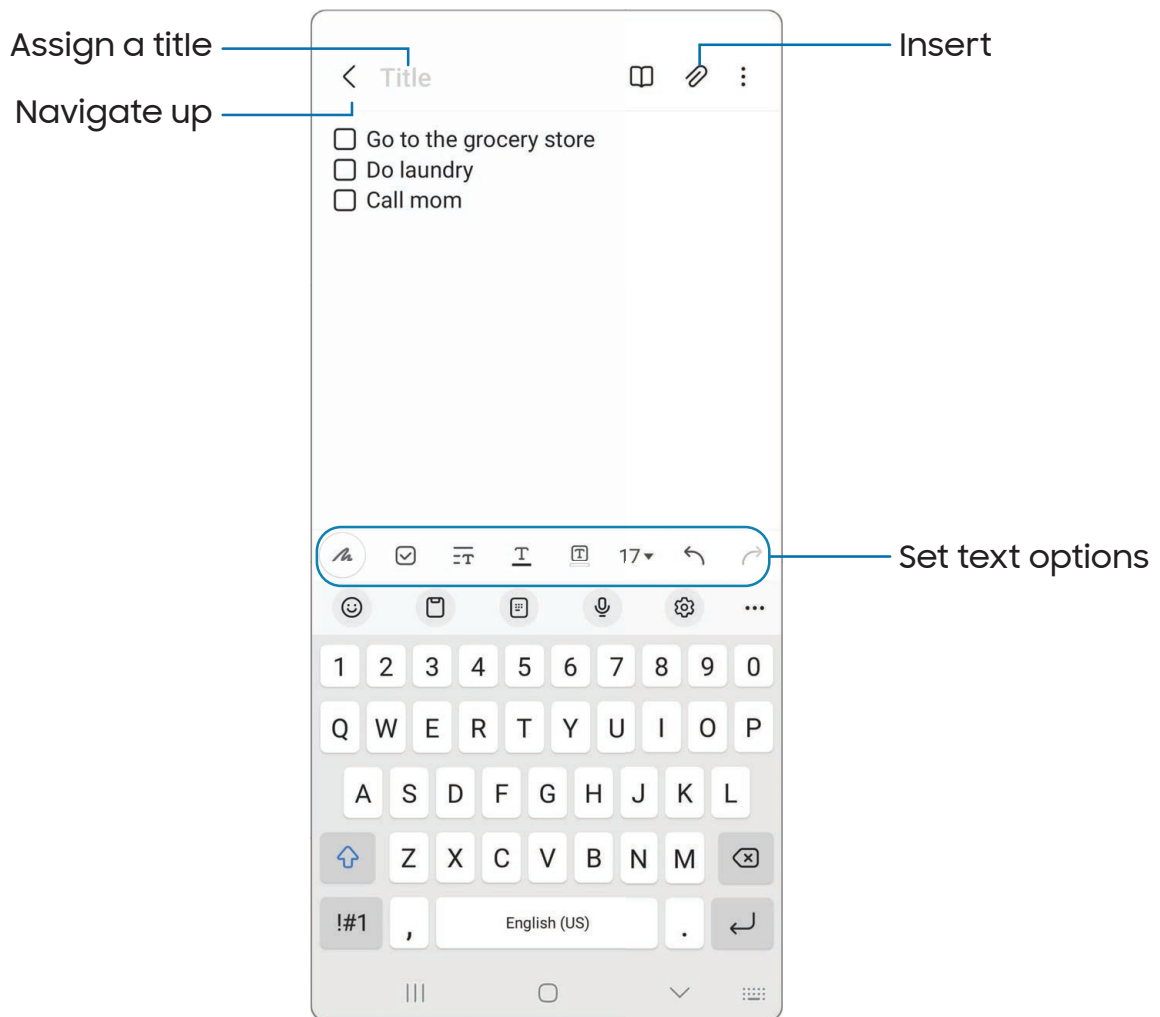 Assign a title
Insert
Title
Navigate up
Go to the grocery store
Do laundry
Call mom
T T T 17
Set text options
1 2 3 4 5 6 7 8 9 0
Q W E R T Y U I O P
A S D F G H J K L
Z X C V B N M
!#1 , English (US) .